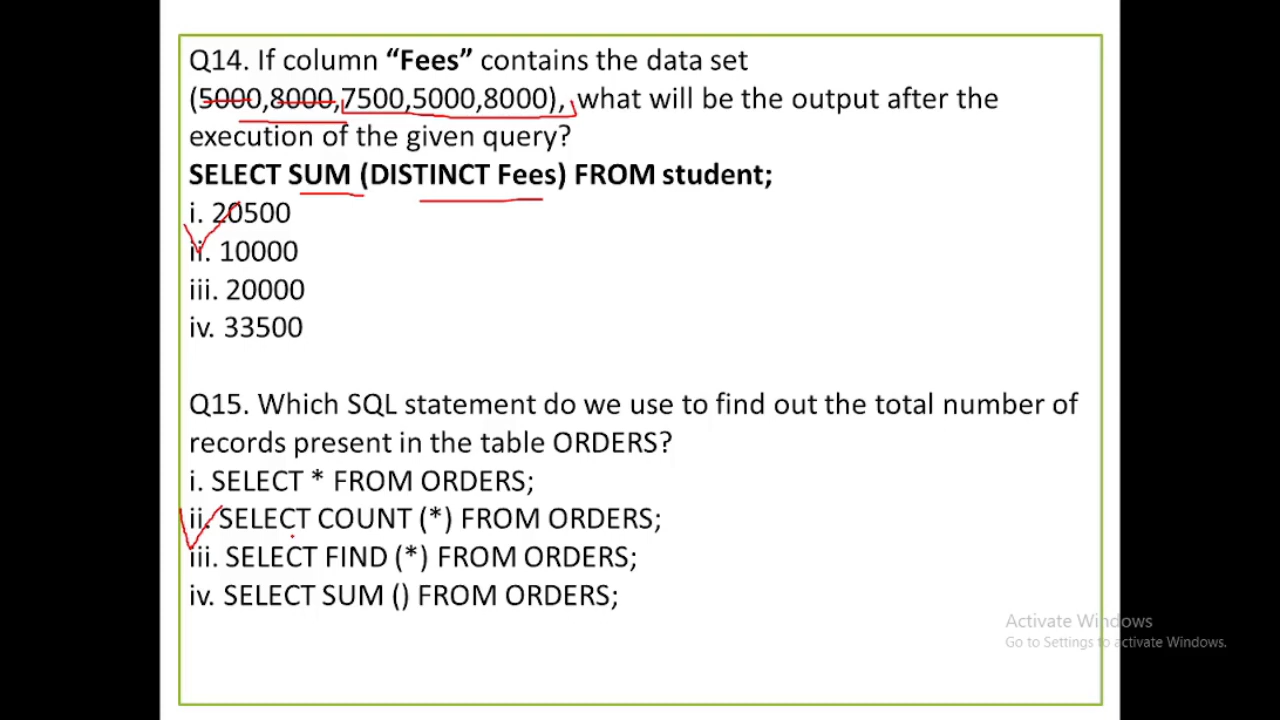 Q14. If column “Fees” contains the data set
(5000,8000,7500,5000,8000), what will be the output after the
execution of the given query?
SELECT SUM (DISTINCT Fees) FROM student;
i. 20500
ii. 10000
iii. 20000
iv. 33500
Q15. Which SQL statement do we use to find out the total number of
records present in the table ORDERS?
i. SELECT * FROM ORDERS;
ii. SELECT COUNT (*) FROM ORDERS;
iii. SELECT FIND (*) FROM ORDERS;
iv. SELECT SUM () FROM ORDERS;
Activate Windows
Go to Settings to activate Windows.